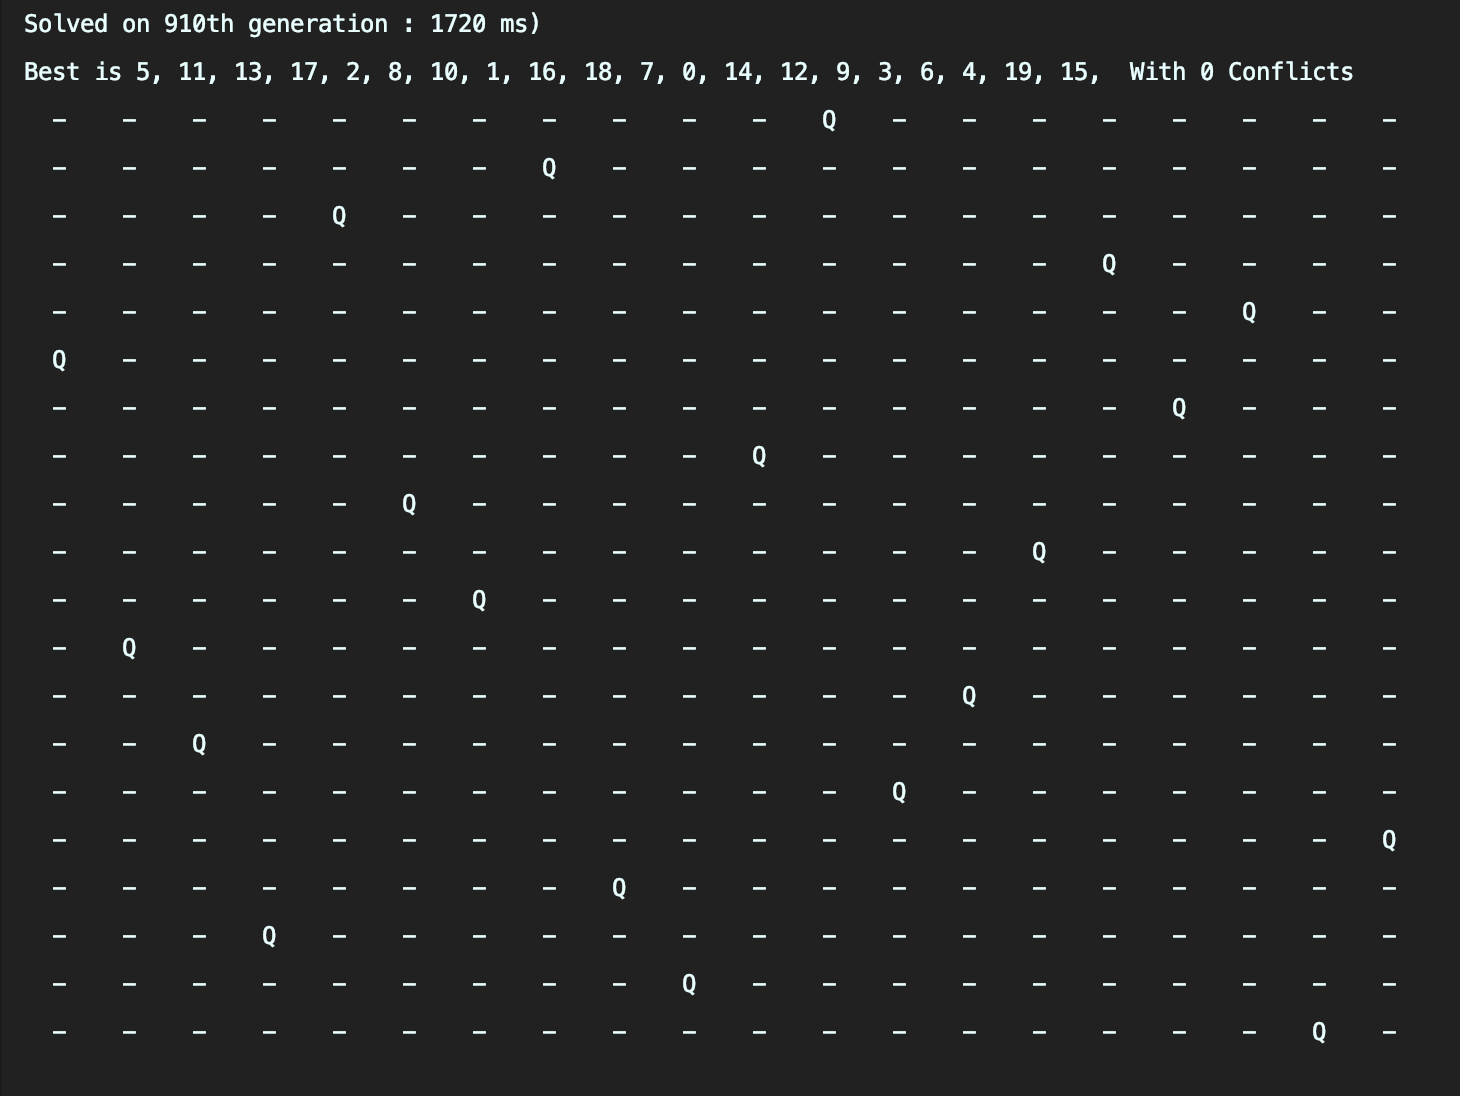 Solved on 910th generation : 1720 ms)
Best is 5, 11, 13, 17, 2, 8, 10, 1, 16, 18, 7, 0, 14, 12, 9, 3, 6, 4, 19, 15,  With 0 Conflicts
– – – – – – – – – – – Q – – – – – – – –
– – – – – – – Q – – – – – – – – – – – –
– – – – Q – – – – – – – – – – – – – – –
– – – – – – – – – – – – – – – Q – – – –
– – – – – – – – – – – – – – – – – Q – –
Q – – – – – – – – – – – – – – – – – – –
– – – – – – – – – – – – – – – – Q – – –
– – – – – – – – – – Q – – – – – – – – –
– – – – – Q – – – – – – – – – – – – – –
– – – – – – – – – – – – – – Q – – – – –
– – – – – – Q – – – – – – – – – – – – –
– Q – – – – – – – – – – – – – – – – – –
– – – – – – – – – – – – – Q – – – – – –
– – Q – – – – – – – – – – – – – – – – –
– – – – – – – – – – – – Q – – – – – – –
– – – – – – – – – – – – – – – – – – – Q
– – – – – – – – Q – – – – – – – – – – –
– – – Q – – – – – – – – – – – – – – – –
– – – – – – – – – Q – – – – – – – – – –
– – – – – – – – – – – – – – – – – – Q –